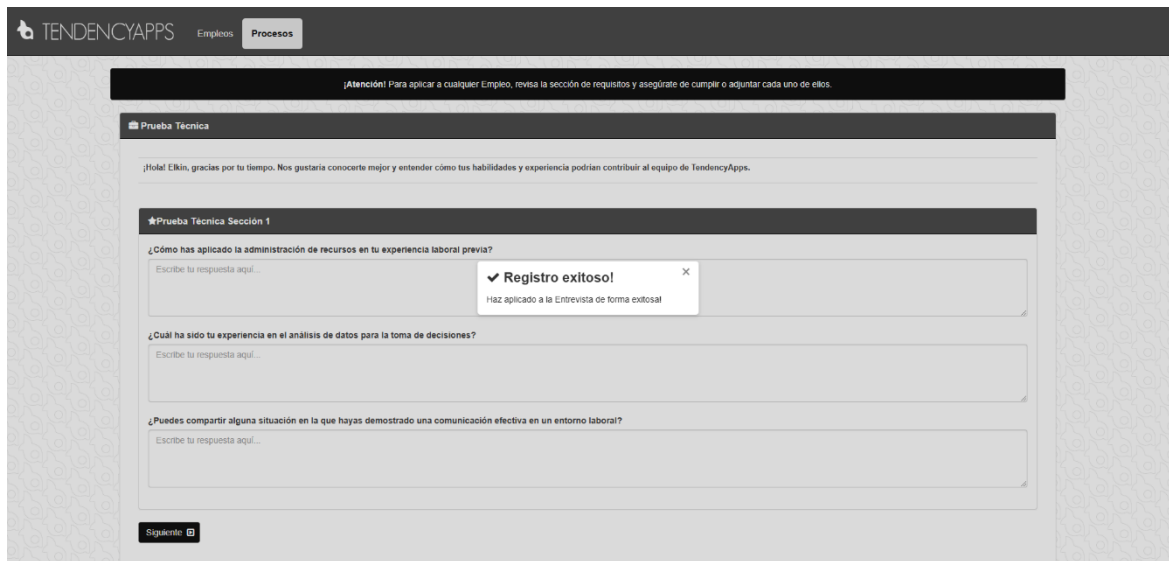 TENDENCYAPPS Empleos Procesos
¡Atención! Para aplicar a cualquier Empleo, revisa la sección de requisitos y asegúrate de cumplir o adjuntar cada uno de ellos.
Prueba Técnica
¡Hola! Elkin, gracias por tu tiempo. Nos gustaría conocerte mejor y entender cómo tus habilidades y experiencia podrían contribuir al equipo de TendencyApps.
Prueba Técnica Sección 1
¿Cómo has aplicado la administración de recursos en tu experiencia laboral previa?
Escribe tu respuesta aquí...
Registro exitoso! ×
Haz aplicado a la Entrevista de forma exitosa!
¿Cuál ha sido tu experiencia en el análisis de datos para la toma de decisiones?
Escribe tu respuesta aquí...
¿Puedes compartir alguna situación en la que hayas demostrado una comunicación efectiva en un entorno laboral?
Escribe tu respuesta aquí...
Siguiente